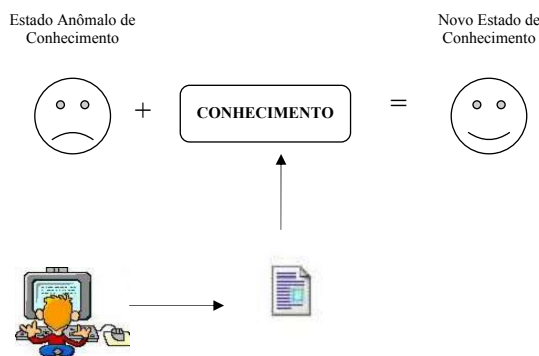 Estado Anômalo de
Conhecimento
Novo Estado de
Conhecimento
+
CONHECIMENTO
=